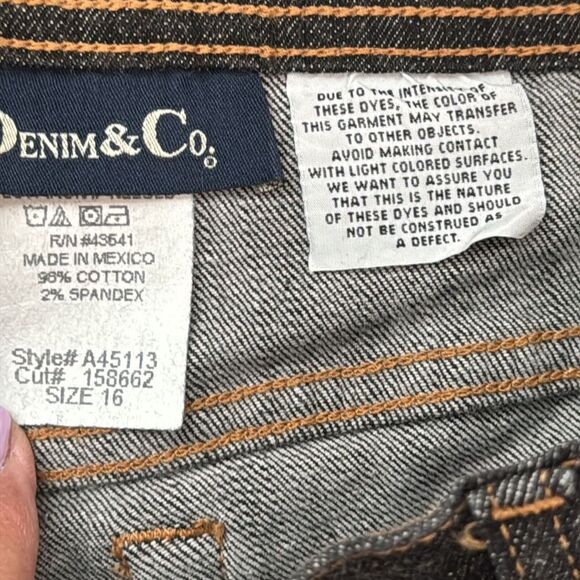 DENIM & CO.
R/N #43541
MADE IN MEXICO
98% COTTON
2% SPANDEX
Style# A45113
Cut# 158662
SIZE 16
DUE TO THE INTENSITY OF
THESE DYES, THE COLOR OF
THIS GARMENT MAY TRANSFER
TO OTHER OBJECTS.
AVOID MAKING CONTACT
WITH LIGHT COLORED SURFACES.
WE WANT TO ASSURE YOU
THAT THIS IS THE NATURE
OF THESE DYES AND SHOULD
NOT BE CONSTRUED AS
A DEFECT.